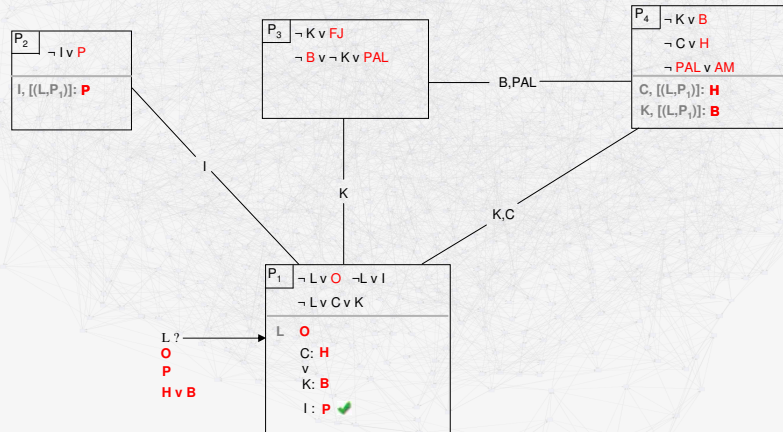 P2
¬ I v P
I, [(L,P1)]: P
P3
¬ K v FJ
¬ B v ¬ K v PAL
P4
¬ K v B
¬ C v H
¬ PAL v AM
C, [(L,P1)]: H
K, [(L,P1)]: B
B,PAL
I
K
K,C
P1
¬ L v O ¬L v I
¬ L v C v K
L O
C: H
v
K: B
I : P
L ?
O
P
H v B